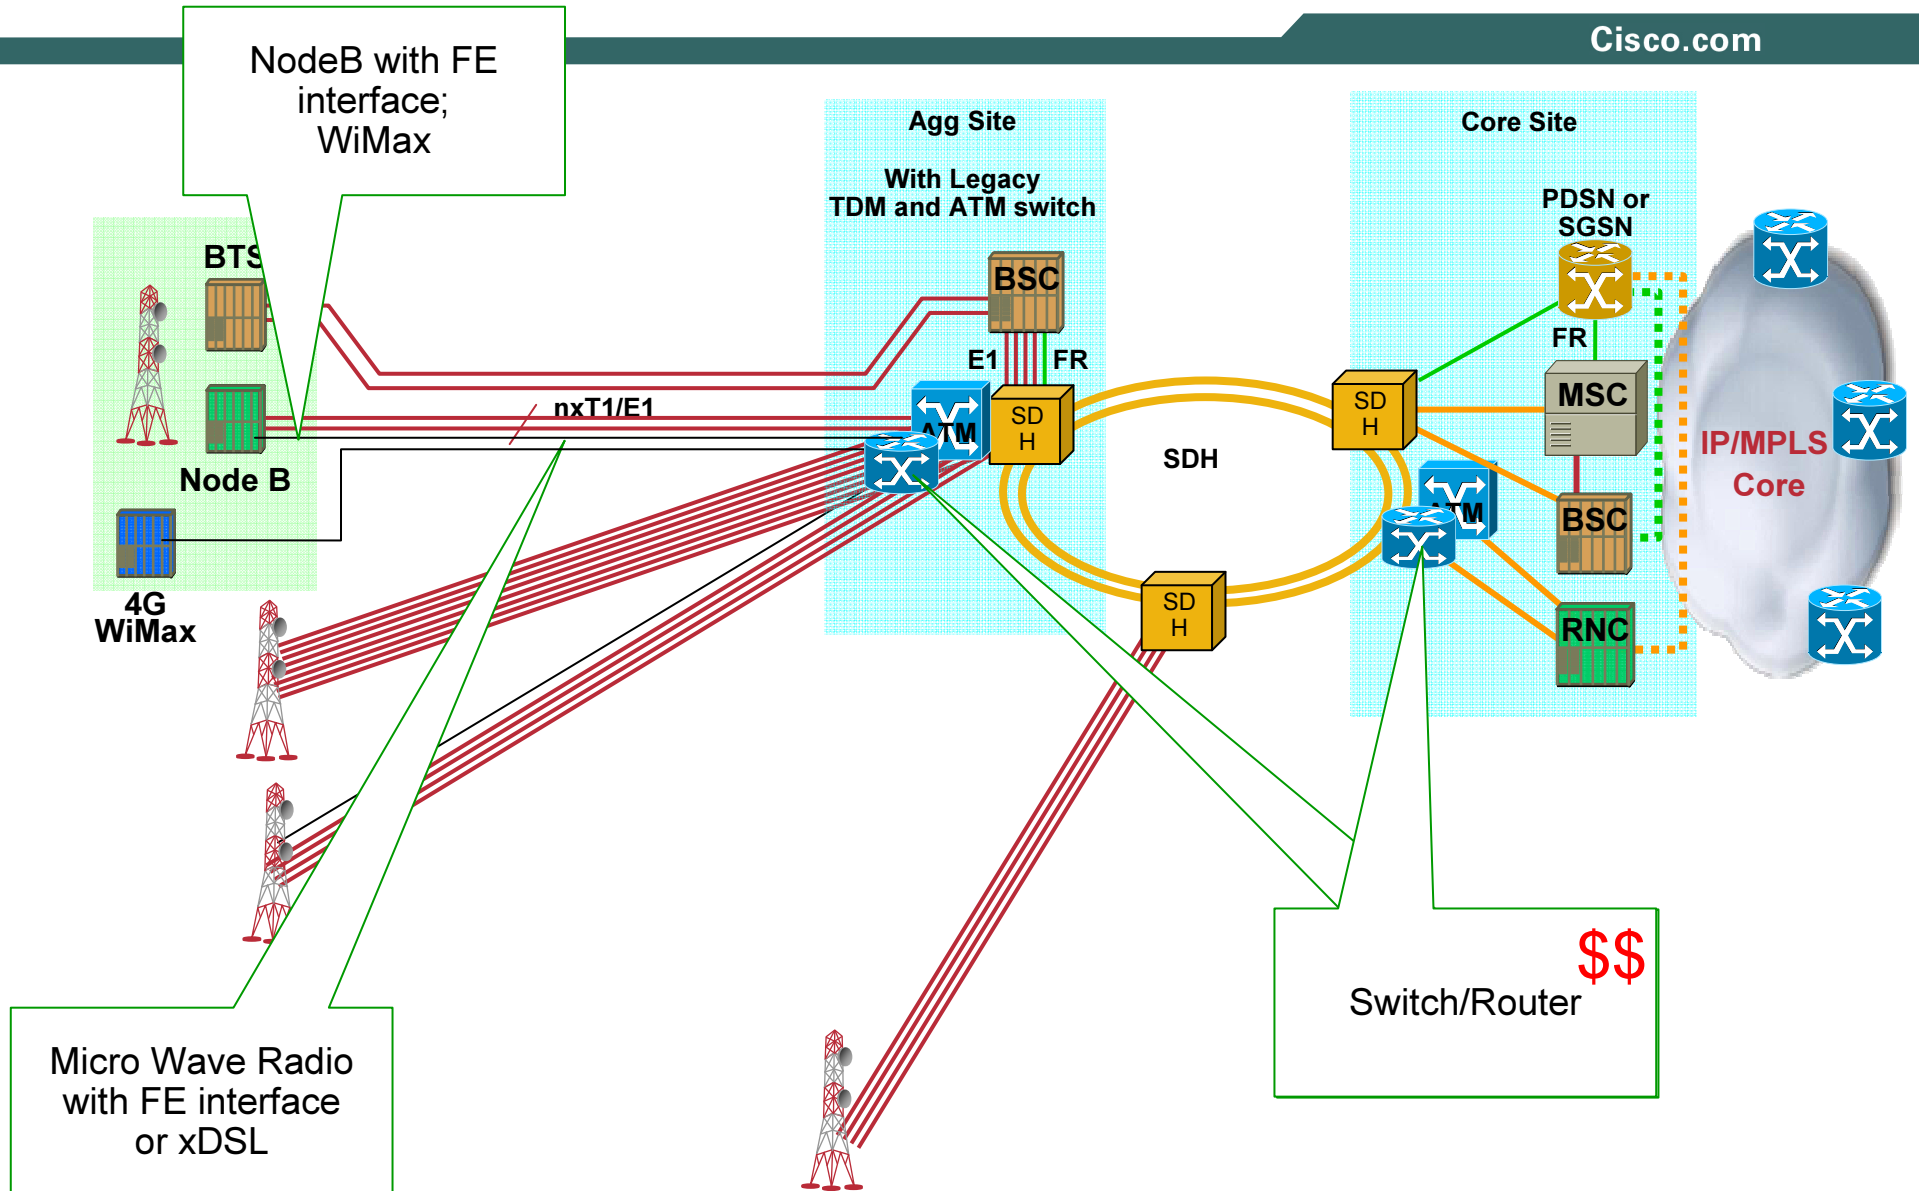 Cisco.com
NodeB with FE
interface;
WiMax
Agg Site
With Legacy
TDM and ATM switch
Core Site
PDSN or
SGSN
BTS
BSC
E1
FR
FR
MSC
nxT1/E1
ATM
SD
H
SD
H
SDH
IP/MPLS
Core
Node B
ATM
BSC
4G
WiMax
SD
H
RNC
$$
Switch/Router
Micro Wave Radio
with FE interface
or xDSL